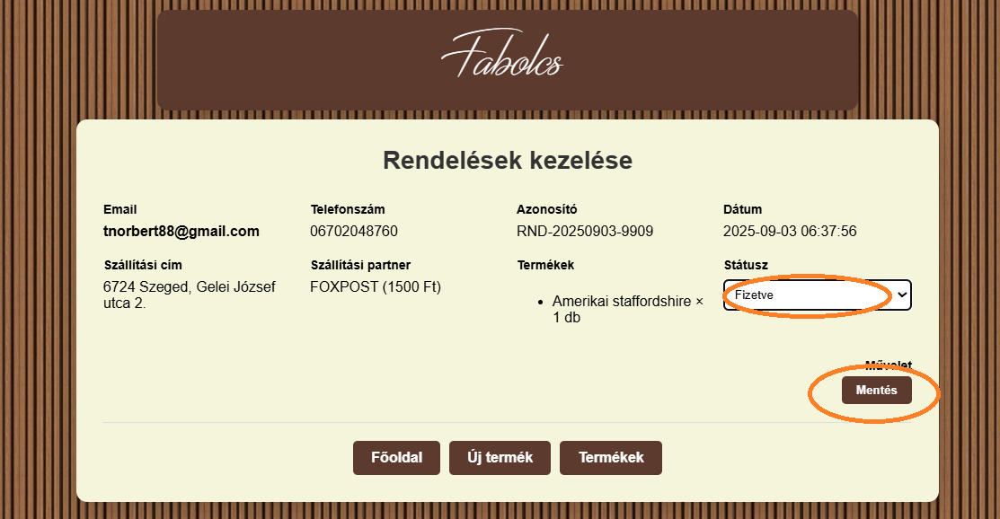 Fabolcs
Rendelések kezelése
Email
tnorbert88@gmail.com
Telefonszám
06702048760
Azonosító
RND-20250903-9909
Dátum
2025-09-03 06:37:56
Szállítási cím
6724 Szeged, Gelei József
utca 2.
Szállítási partner
FOXPOST (1500 Ft)
Termékek
• Amerikai staffordshire ×
1 db
Státusz
Fizetve
Művelet
Mentés
Főoldal
Új termék
Termékek